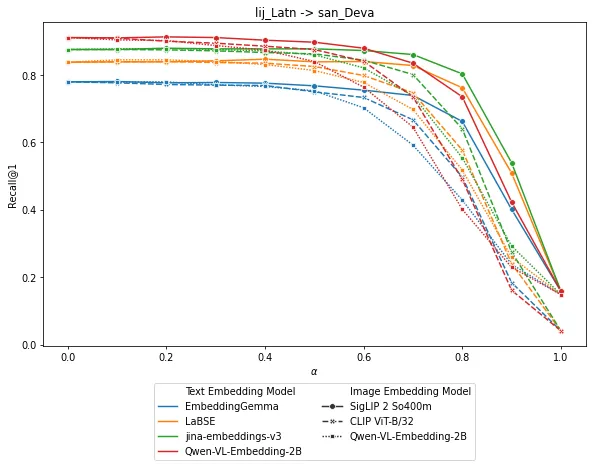 lij_Latn -> san_Deva
Recall@1
0.8
0.6
0.4
0.2
0.0
0.0 0.2 0.4 0.6 0.8 1.0
α
Text Embedding Model
EmbeddingGemma
LaBSE
jina-embeddings-v3
Qwen-VL-Embedding-2B
Image Embedding Model
SigLIP 2 So400m
CLIP ViT-B/32
Qwen-VL-Embedding-2B